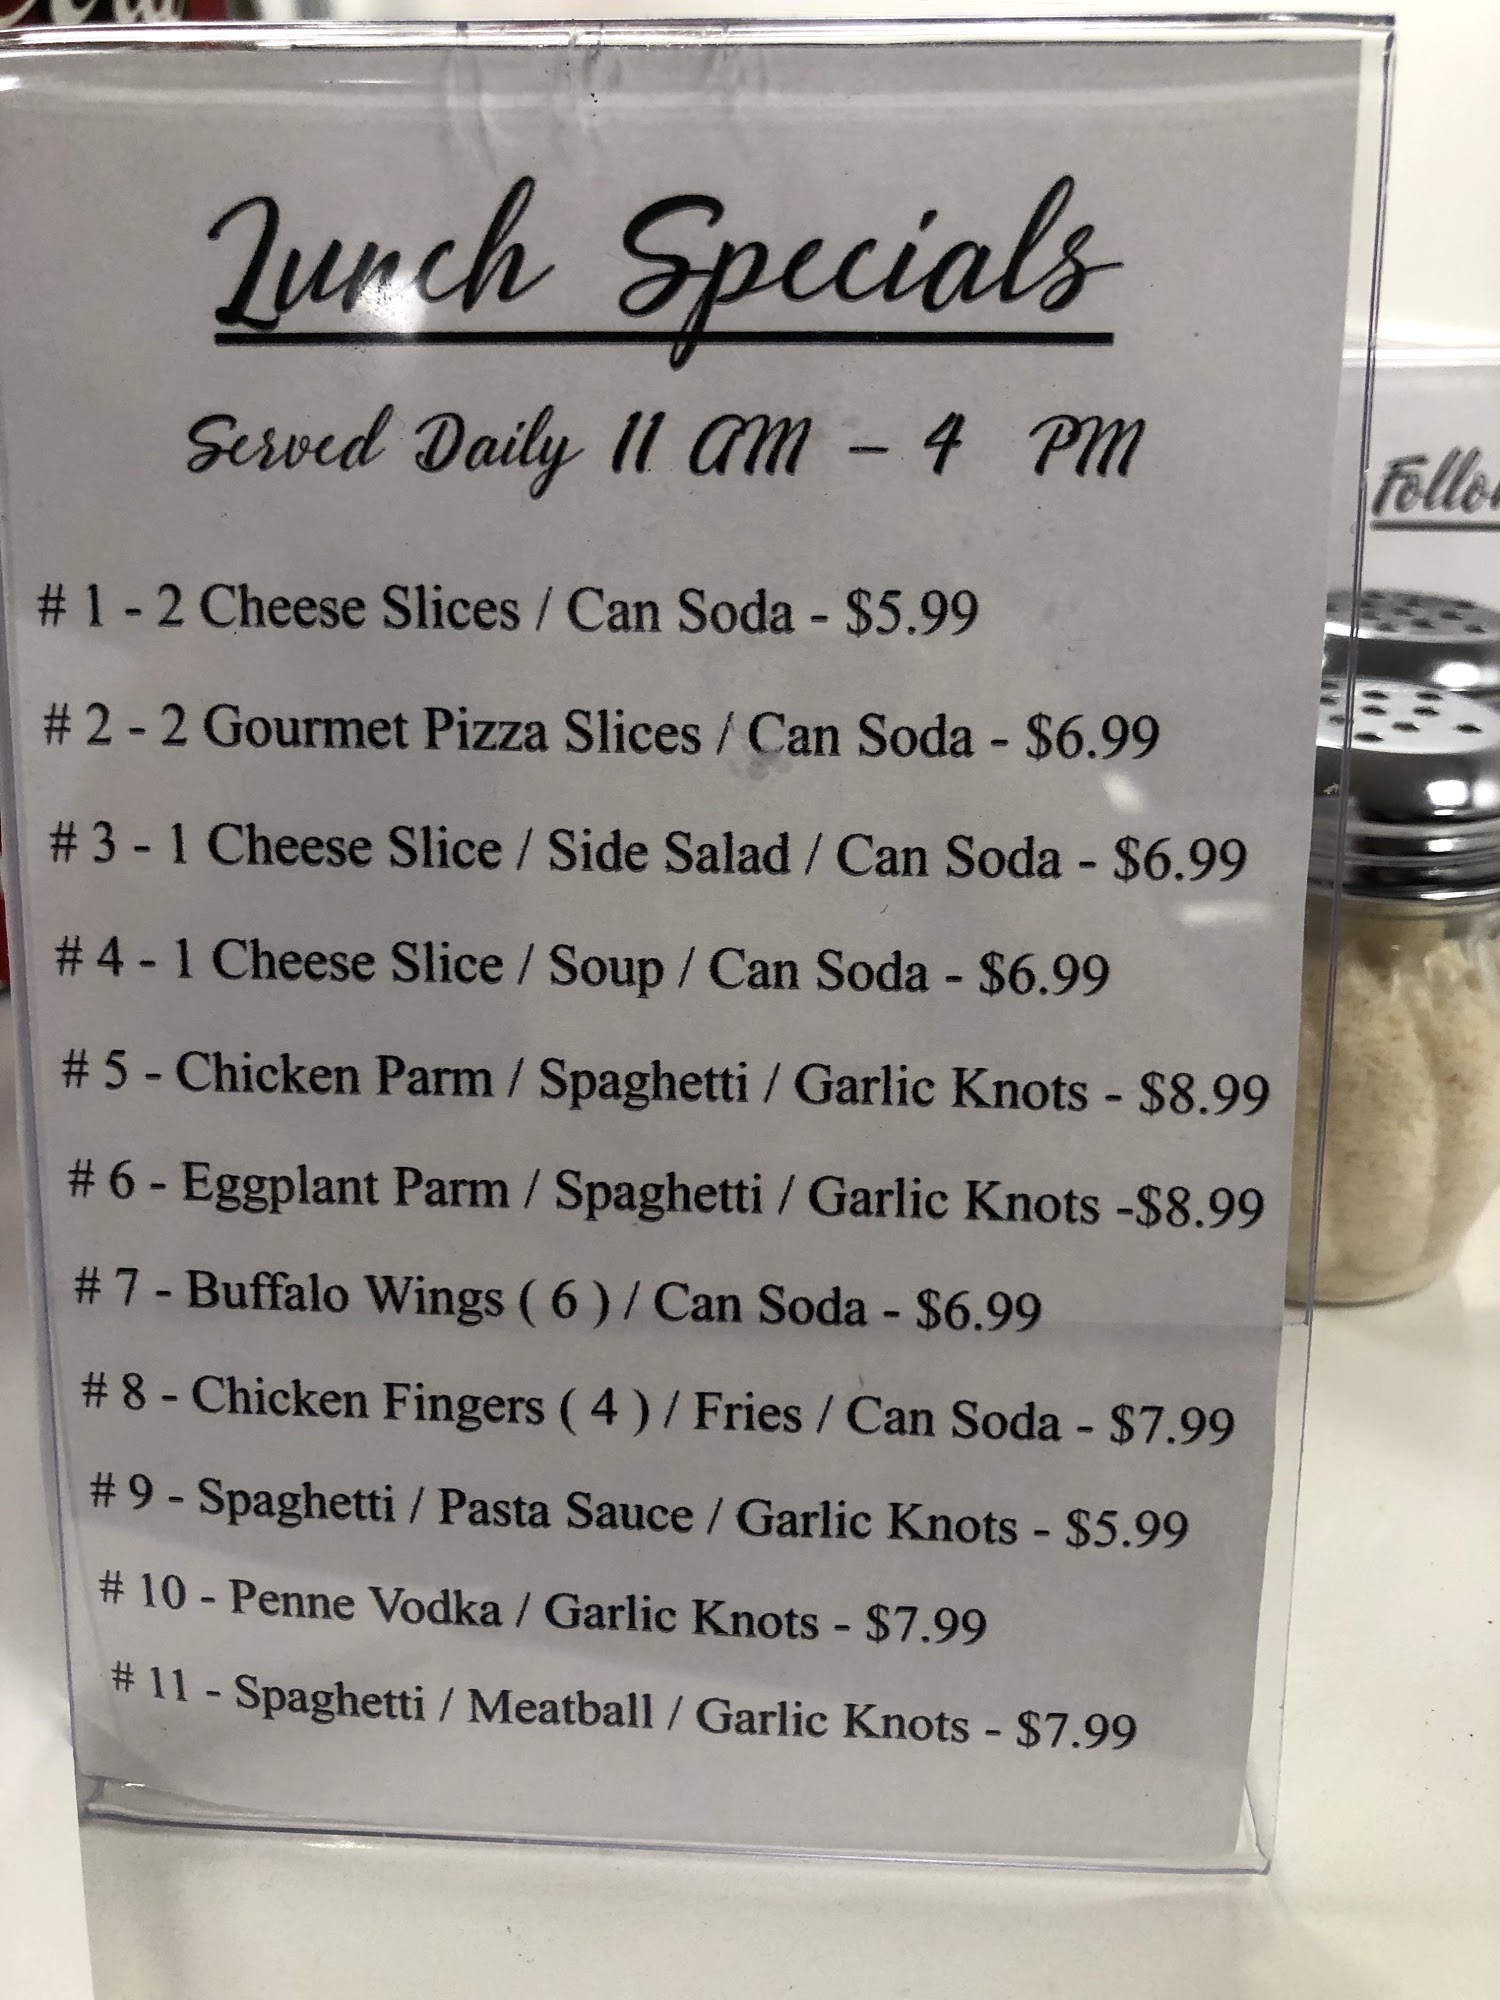 Lunch Specials
Served Daily 11 AM – 4 PM
# 1 - 2 Cheese Slices / Can Soda - $5.99
# 2 - 2 Gourmet Pizza Slices / Can Soda - $6.99
# 3 - 1 Cheese Slice / Side Salad / Can Soda - $6.99
# 4 - 1 Cheese Slice / Soup / Can Soda - $6.99
# 5 - Chicken Parm / Spaghetti / Garlic Knots - $8.99
# 6 - Eggplant Parm / Spaghetti / Garlic Knots -$8.99
# 7 - Buffalo Wings ( 6 ) / Can Soda - $6.99
# 8 - Chicken Fingers ( 4 ) / Fries / Can Soda - $7.99
# 9 - Spaghetti / Pasta Sauce / Garlic Knots - $5.99
# 10 - Penne Vodka / Garlic Knots - $7.99
# 11 - Spaghetti / Meatball / Garlic Knots - $7.99